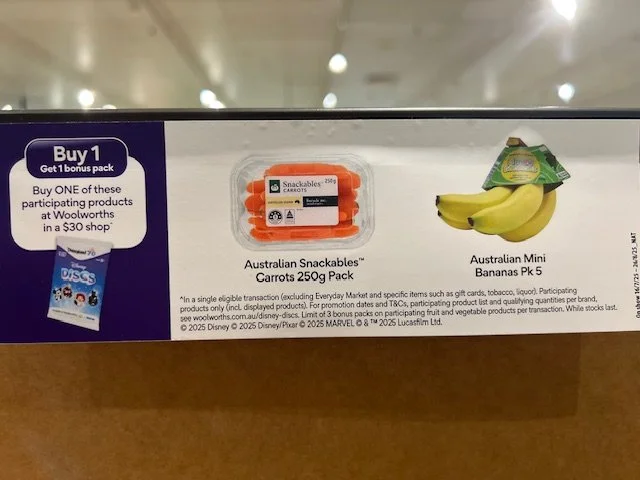 Buy 1
Get 1 bonus pack
Buy ONE of these
participating products
at Woolworths
in a $30 shop^
Disney
DISCS
Snackables™ 250g
CARROTS
Australian Snackables™
Carrots 250g Pack
Australian Mini
Bananas Pk 5
^In a single eligible transaction (excluding Everyday Market and specific items such as gift cards, tobacco, liquor). Participating
products only (incl. displayed products). For promotion dates and T&Cs, participating product list and qualifying quantities per brand,
see woolworths.com.au/disney-discs. Limit of 3 bonus packs on participating fruit and vegetable products per transaction. While stocks last.
© 2025 Disney © 2025 Disney/Pixar © 2025 MARVEL © & ™ 2025 Lucasfilm Ltd.